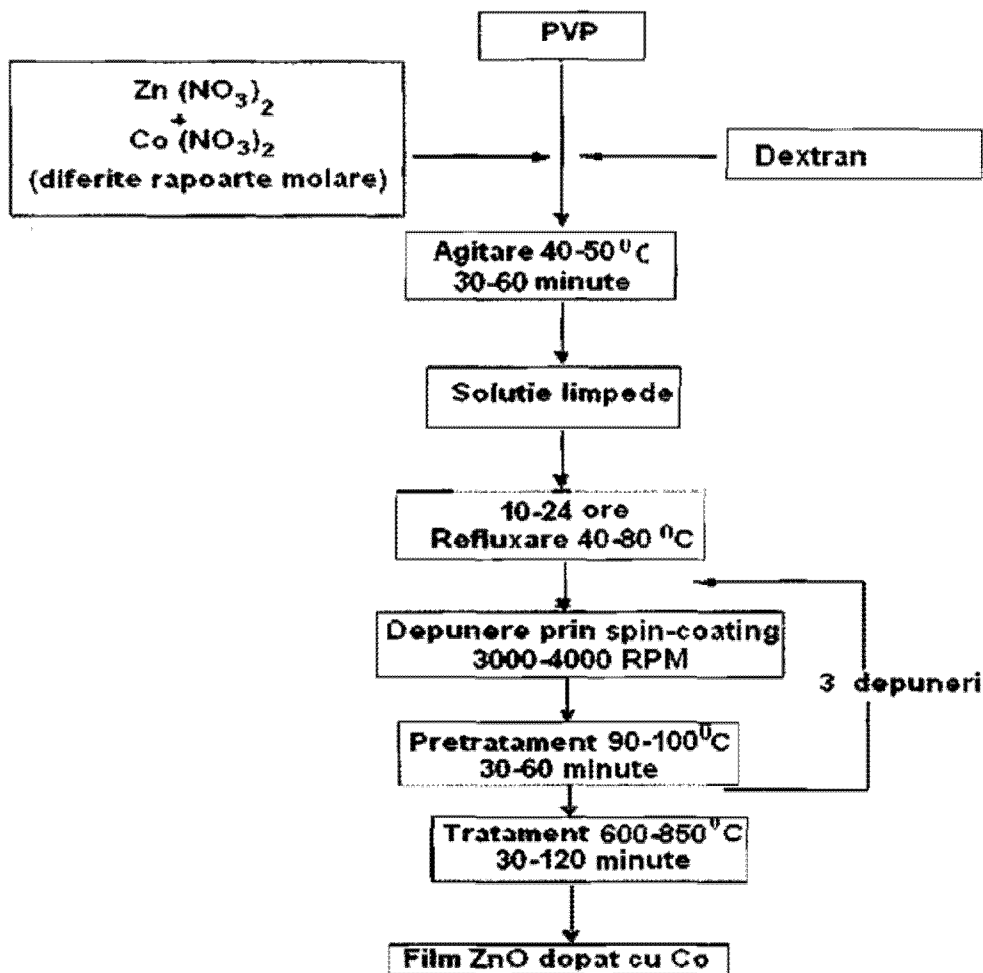 PVP
Zn (NO3)2
+
Co (NO3)2
(diferite rapoarte molare)
Dextran
Agitare 40-50 0C
30-60 minute
Solutie limpede
10-24 ore
Refluxare 40-80 0C
Depunere prin spin-coating
3000-4000 RPM
3 depuneri
Pretratament 90-100 0C
30-60 minute
Tratament 600-850 0C
30-120 minute
Film ZnO dopat cu Co